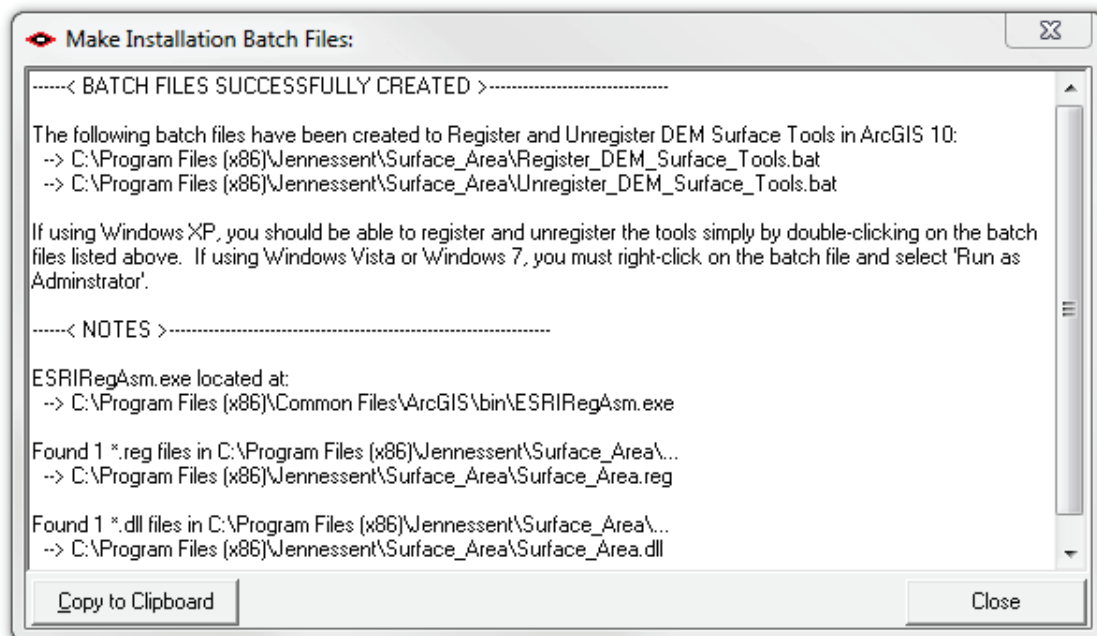 Make Installation Batch Files:
------< BATCH FILES SUCCESSFULLY CREATED >--------------------------------
The following batch files have been created to Register and Unregister DEM Surface Tools in ArcGIS 10:
--> C:\Program Files (x86)\Jennessent\Surface_Area\Register_DEM_Surface_Tools.bat
--> C:\Program Files (x86)\Jennessent\Surface_Area\Unregister_DEM_Surface_Tools.bat
If using Windows XP, you should be able to register and unregister the tools simply by double-clicking on the batch
files listed above.  If using Windows Vista or Windows 7, you must right-click on the batch file and select 'Run as
Adminstrator'.
------< NOTES >--------------------------------------------------------------------
ESRIRegAsm.exe located at:
--> C:\Program Files (x86)\Common Files\ArcGIS\bin\ESRIRegAsm.exe
Found 1 *.reg files in C:\Program Files (x86)\Jennessent\Surface_Area\...
--> C:\Program Files (x86)\Jennessent\Surface_Area\Surface_Area.reg
Found 1 *.dll files in C:\Program Files (x86)\Jennessent\Surface_Area\...
--> C:\Program Files (x86)\Jennessent\Surface_Area\Surface_Area.dll
Copy to Clipboard
Close